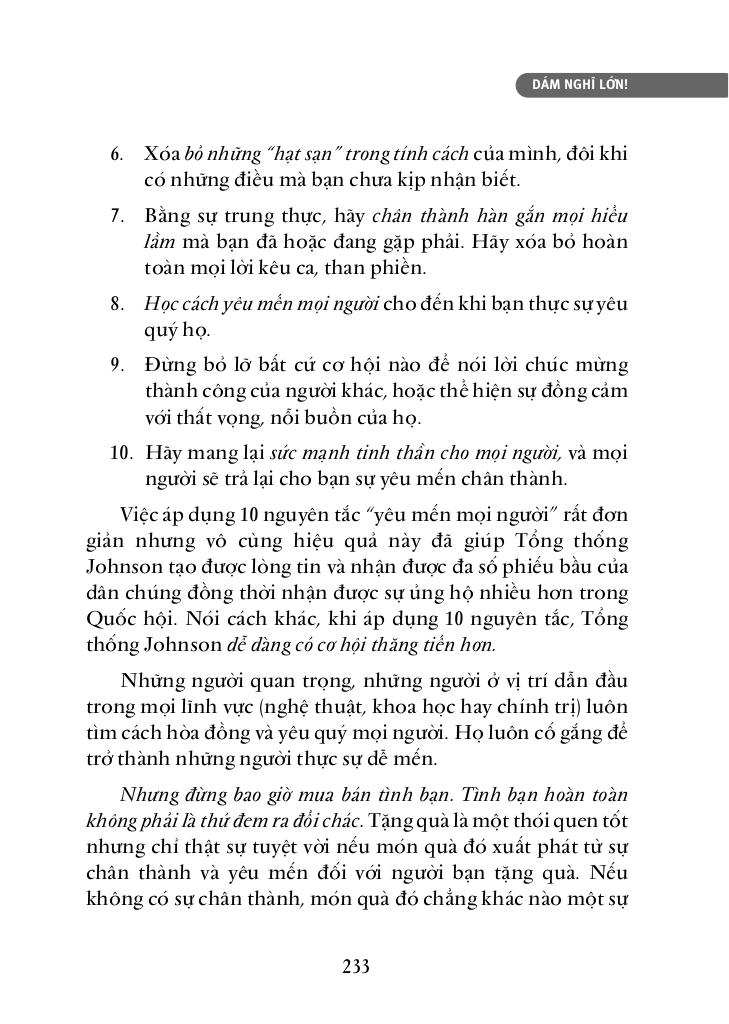 DÁM NGHĨ LỚN!
6. Xóa bỏ những “hạt sạn” trong tính cách của mình, đôi khi
có những điều mà bạn chưa kịp nhận biết.
7. Bằng sự trung thực, hãy chân thành hàn gắn mọi hiểu
lầm mà bạn đã hoặc đang gặp phải. Hãy xóa bỏ hoàn
toàn mọi lời kêu ca, than phiền.
8. Học cách yêu mến mọi người cho đến khi bạn thực sự yêu
quý họ.
9. Đừng bỏ lỡ bất cứ cơ hội nào để nói lời chúc mừng
thành công của người khác, hoặc thể hiện sự đồng cảm
với thất vọng, nỗi buồn của họ.
10. Hãy mang lại sức mạnh tinh thần cho mọi người, và mọi
người sẽ trả lại cho bạn sự yêu mến chân thành.
Việc áp dụng 10 nguyên tắc “yêu mến mọi người” rất đơn
giản nhưng vô cùng hiệu quả này đã giúp Tổng thống
Johnson tạo được lòng tin và nhận được đa số phiếu bầu của
dân chúng đồng thời nhận được sự ủng hộ nhiều hơn trong
Quốc hội. Nói cách khác, khi áp dụng 10 nguyên tắc, Tổng
thống Johnson dễ dàng có cơ hội thăng tiến hơn.
Những người quan trọng, những người ở vị trí dẫn đầu
trong mọi lĩnh vực (nghệ thuật, khoa học hay chính trị) luôn
tìm cách hòa đồng và yêu quý mọi người. Họ luôn cố gắng để
trở thành những người thực sự dễ mến.
Nhưng đừng bao giờ mua bán tình bạn. Tình bạn hoàn toàn
không phải là thứ đem ra đổi chác. Tặng quà là một thói quen tốt
nhưng chỉ thật sự tuyệt vời nếu món quà đó xuất phát từ sự
chân thành và yêu mến đối với người bạn tặng quà. Nếu
không có sự chân thành, món quà đó chẳng khác nào một sự
233